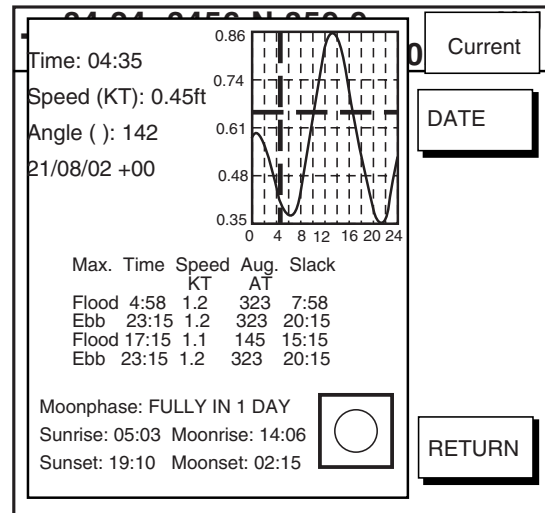 Time: 04:35
Speed (KT): 0.45ft
Angle ( ): 142
21/08/02 +00
0.86
0.74
0.61
0.48
0.35
0 4 8 12 16 20 24
Max. Time Speed Aug. Slack
KT AT
Flood 4:58 1.2 323 7:58
Ebb 23:15 1.2 323 20:15
Flood 17:15 1.1 145 15:15
Ebb 23:15 1.2 323 20:15
Moonphase: FULLY IN 1 DAY
Sunrise: 05:03 Moonrise: 14:06
Sunset: 19:10 Moonset: 02:15
Current
DATE
RETURN